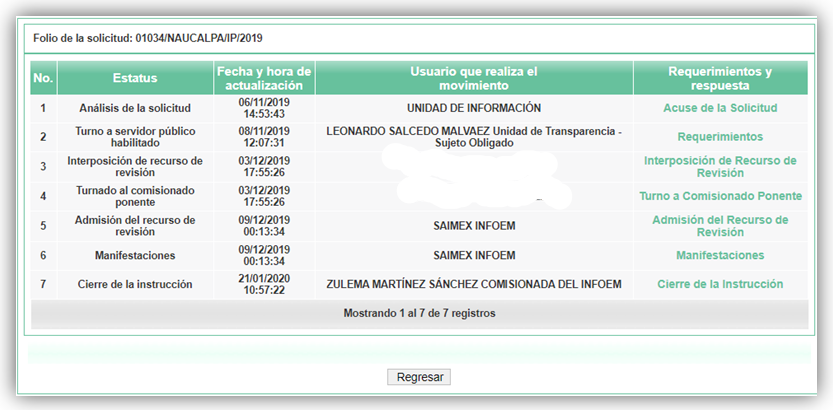 Folio de la solicitud: 01034/NAUCALPA/IP/2019
No. Estatus Fecha y hora de actualización Usuario que realiza el movimiento Requerimientos y respuesta
1 Análisis de la solicitud 06/11/2019 14:53:43 UNIDAD DE INFORMACIÓN Acuse de la Solicitud
2 Turno a servidor público habilitado 08/11/2019 12:07:31 LEONARDO SALCEDO MALVAEZ Unidad de Transparencia - Sujeto Obligado Requerimientos
3 Interposición de recurso de revisión 03/12/2019 17:55:26 Interposición de Recurso de Revisión
4 Turnado al comisionado ponente 03/12/2019 17:55:26 Turno a Comisionado Ponente
5 Admisión del recurso de revisión 09/12/2019 00:13:34 SAIMEX INFOEM Admisión del Recurso de Revisión
6 Manifestaciones 09/12/2019 00:13:34 SAIMEX INFOEM Manifestaciones
7 Cierre de la instrucción 21/01/2020 10:57:22 ZULEMA MARTÍNEZ SÁNCHEZ COMISIONADA DEL INFOEM Cierre de la Instrucción
Mostrando 1 al 7 de 7 registros
Regresar